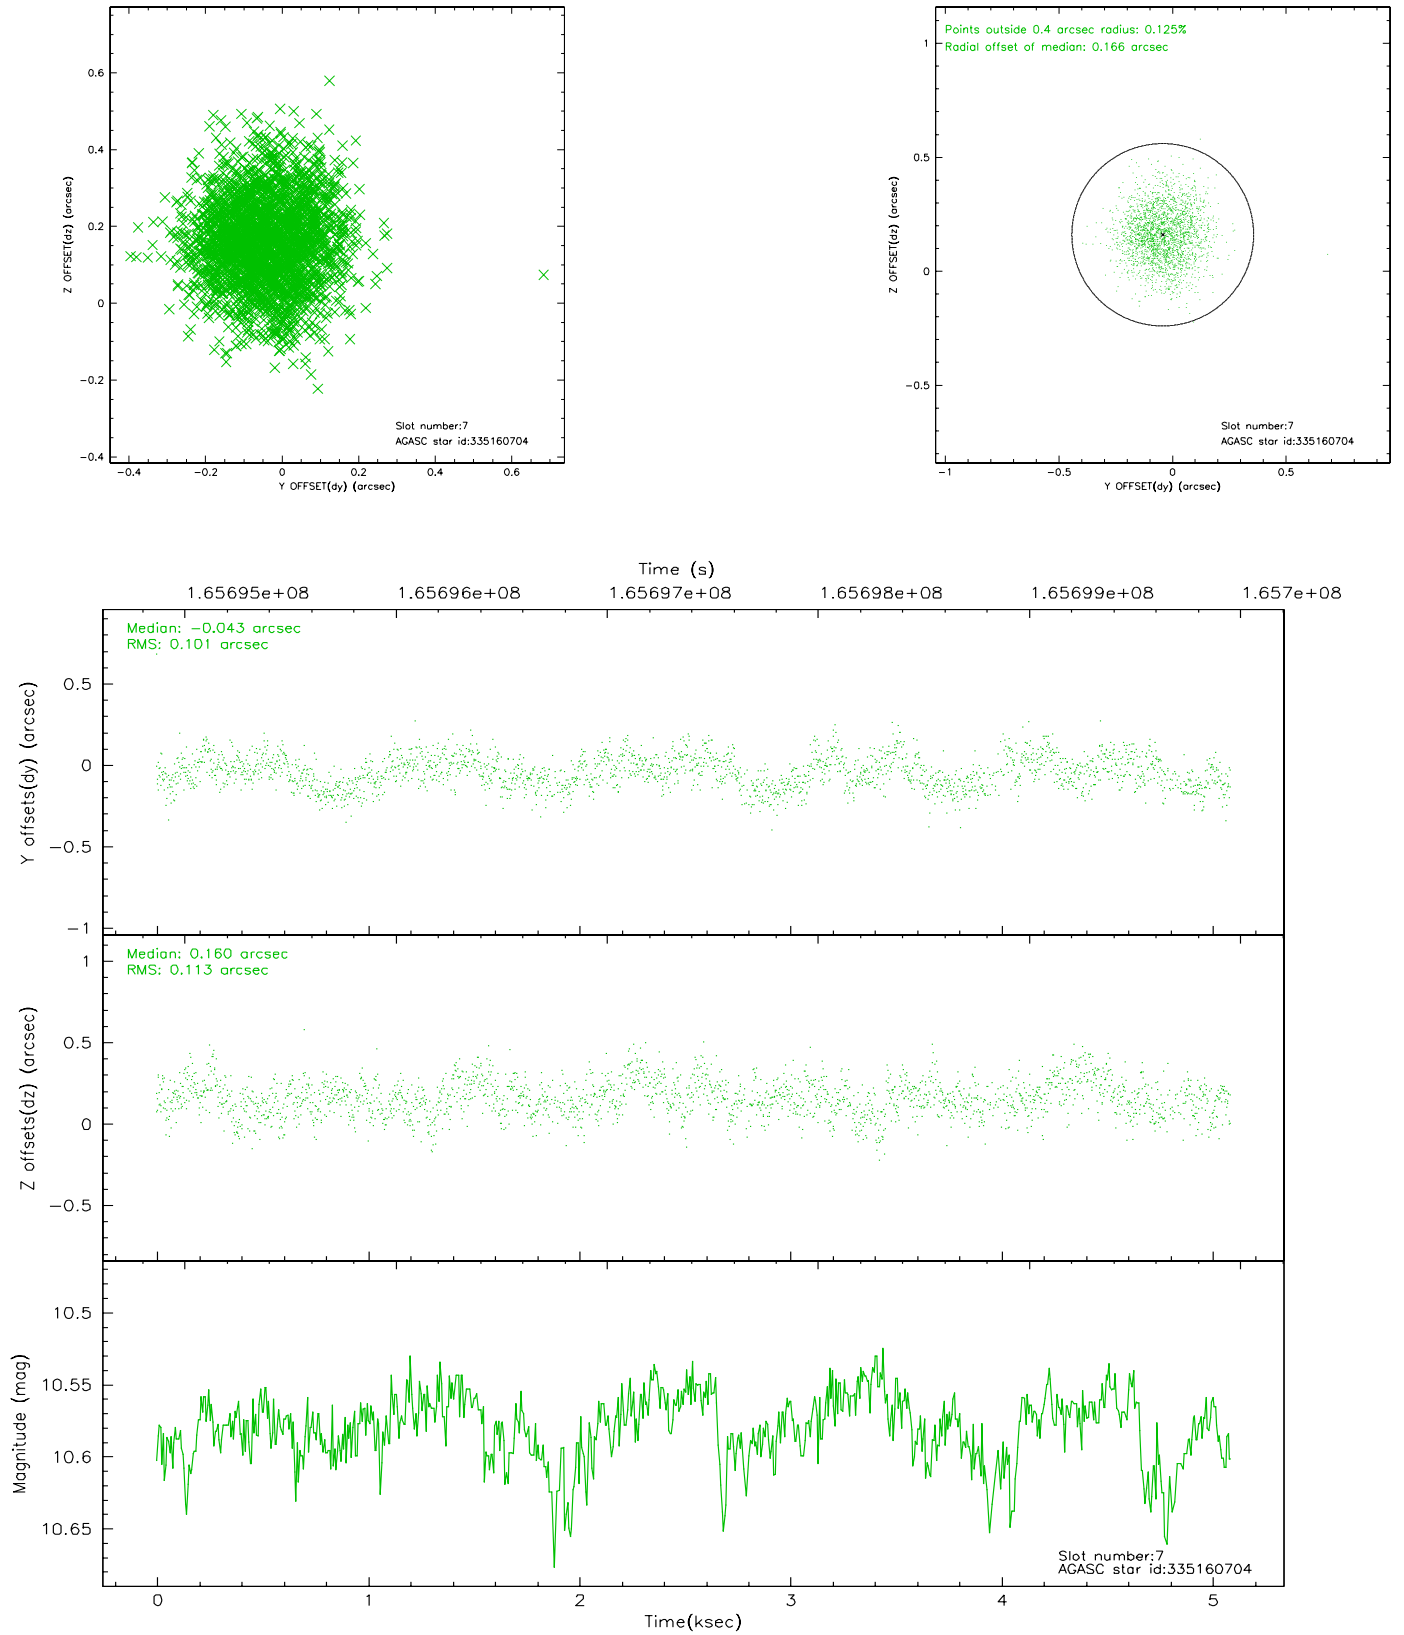 0.6
0.4
0.2
0
−0.2
−0.4
Z OFFSET(dz) (arcsec)
−0.4 −0.2 0 0.2 0.4 0.6
Y OFFSET(dy) (arcsec)
Slot number:7
AGASC star id:335160704
Points outside 0.4 arcsec radius: 0.125%
Radial offset of median: 0.166 arcsec
1
0.5
0
−0.5
Z OFFSET(dz) (arcsec)
−1 −0.5 0 0.5
Y OFFSET(dy) (arcsec)
Slot number:7
AGASC star id:335160704
Time (s)
1.65695e+08 1.65696e+08 1.65697e+08 1.65698e+08 1.65699e+08 1.657e+08
Median: −0.043 arcsec
RMS: 0.101 arcsec
0.5
0
−0.5
−1
Y offsets(dy) (arcsec)
Median: 0.160 arcsec
RMS: 0.113 arcsec
1
0.5
0
−0.5
Z offsets(dz) (arcsec)
10.5
10.55
10.6
10.65
Magnitude (mag)
Slot number:7
AGASC star id:335160704
0 1 2 3 4 5
Time(ksec)